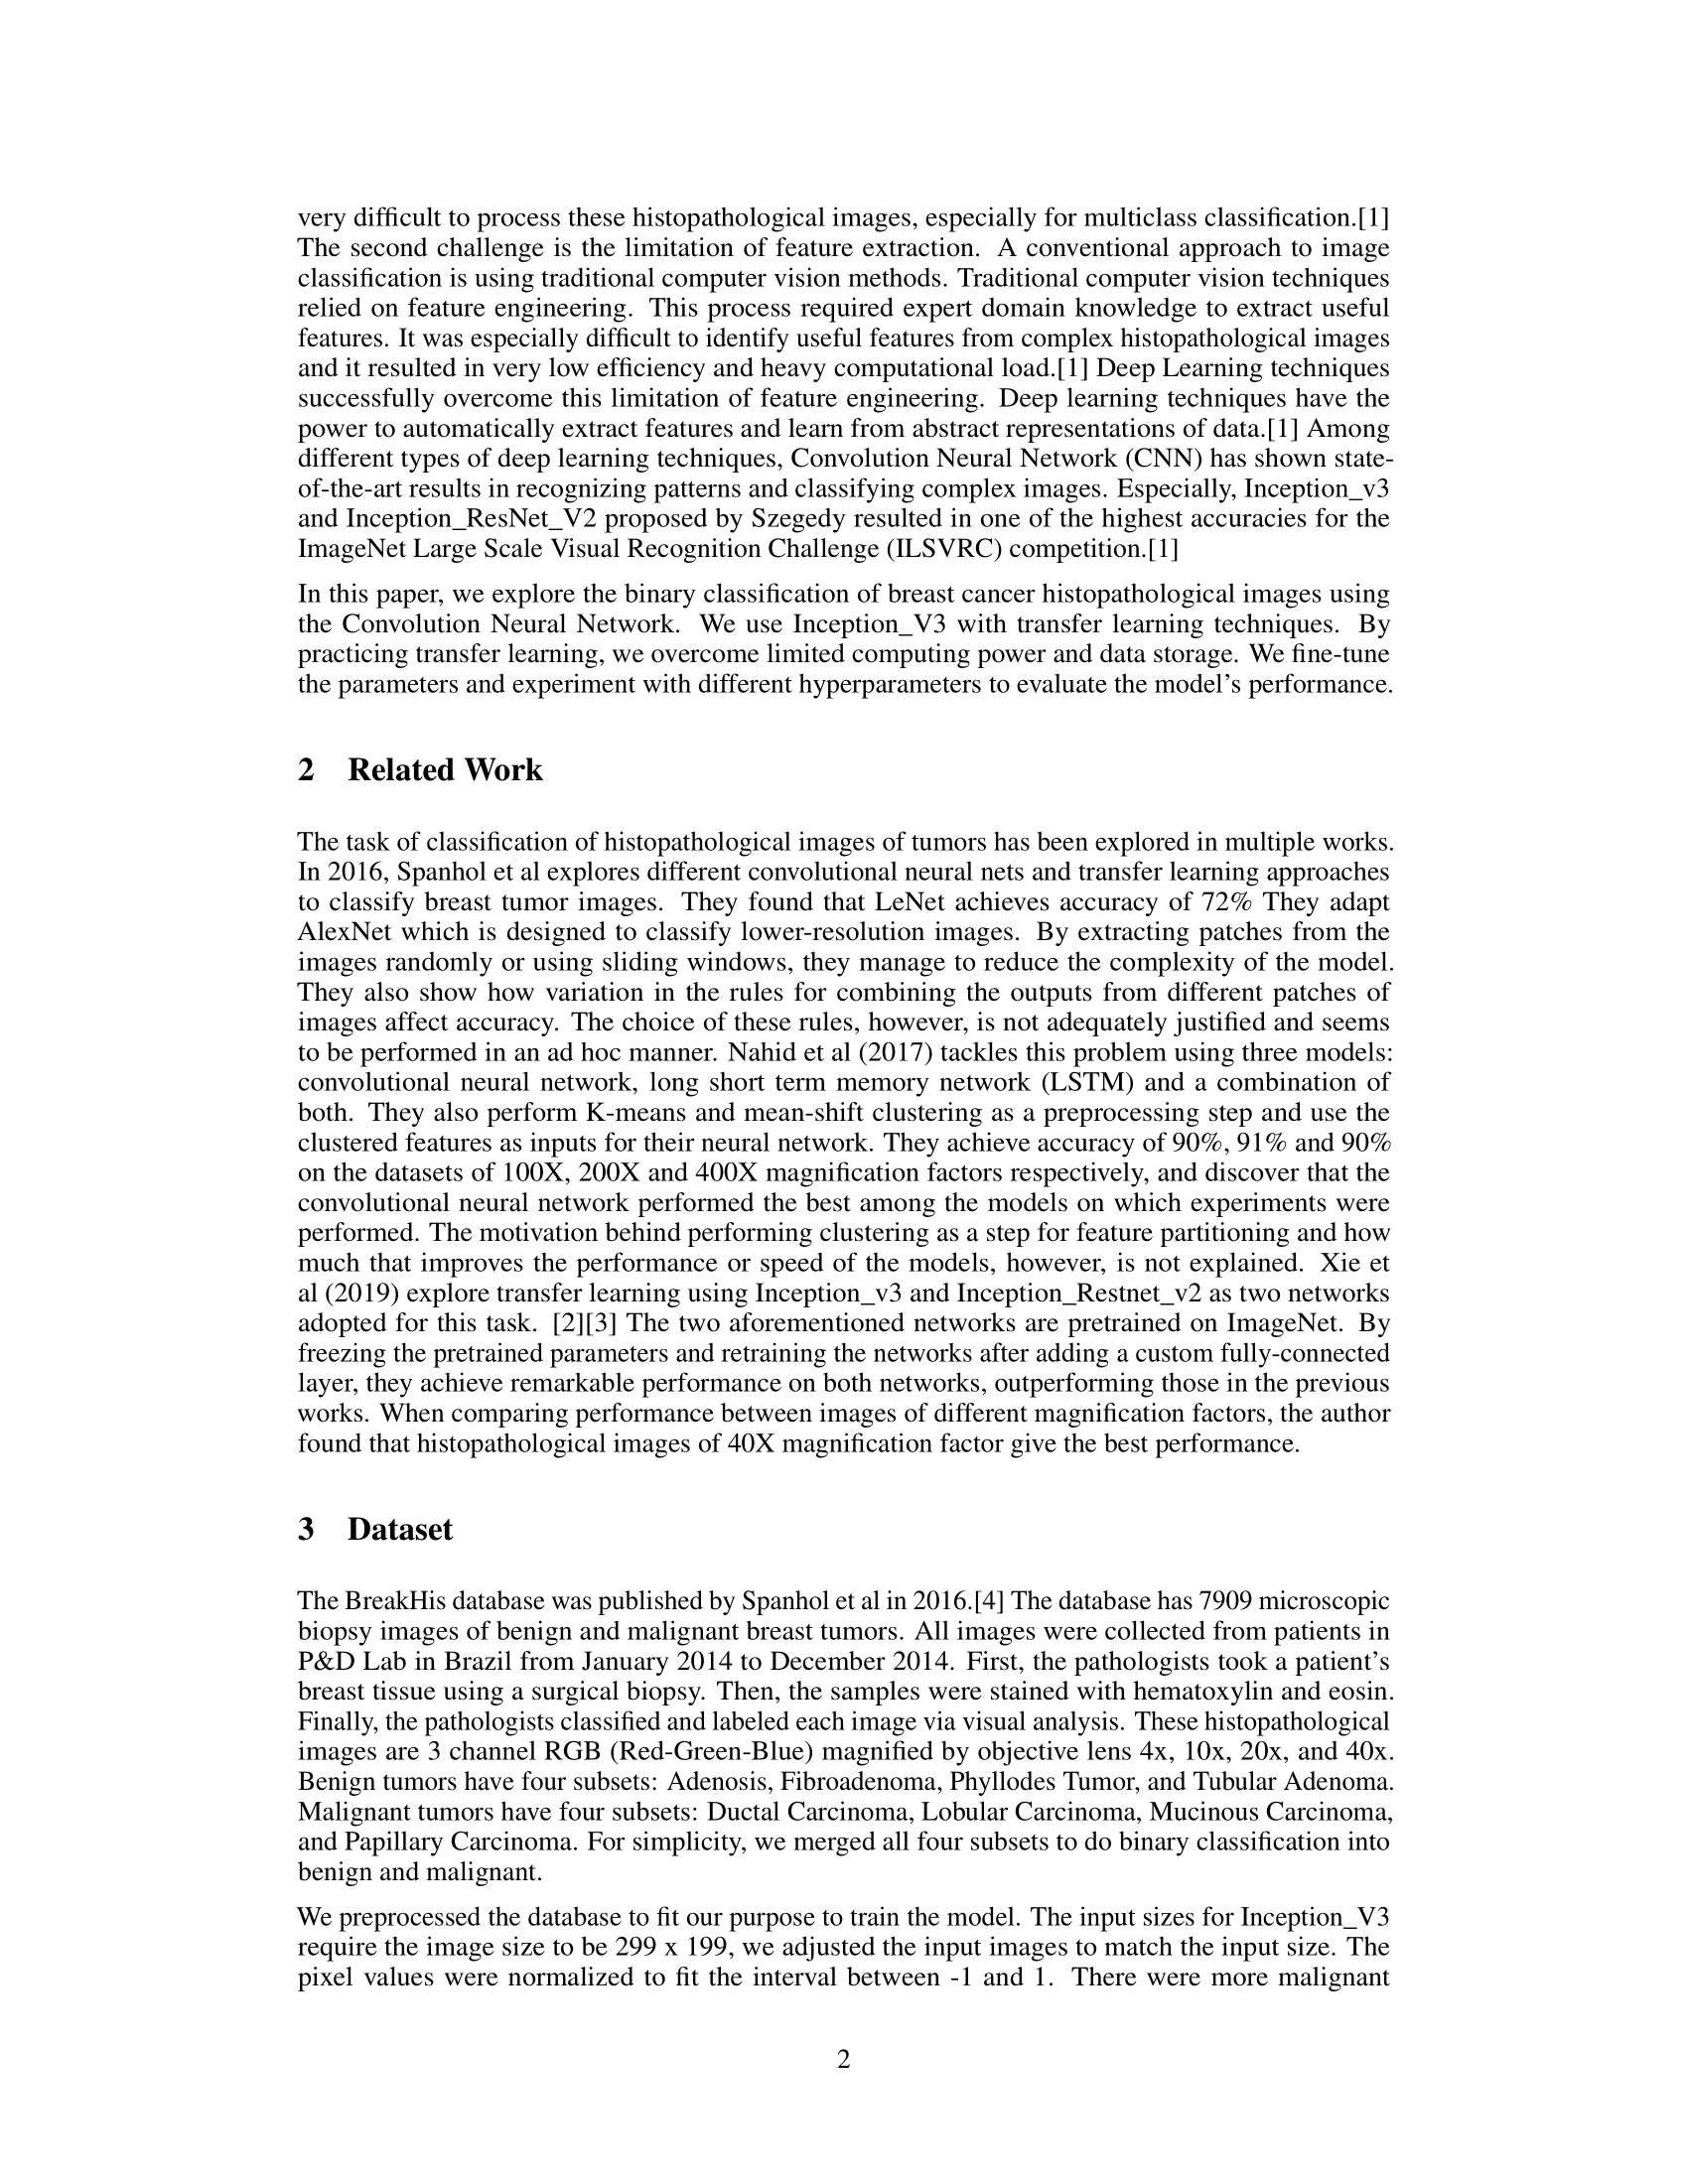 very difficult to process these histopathological images, especially for multiclass classification.[1]
The second challenge is the limitation of feature extraction. A conventional approach to image
classification is using traditional computer vision methods. Traditional computer vision techniques
relied on feature engineering. This process required expert domain knowledge to extract useful
features. It was especially difficult to identify useful features from complex histopathological images
and it resulted in very low efficiency and heavy computational load.[1] Deep Learning techniques
successfully overcome this limitation of feature engineering. Deep learning techniques have the
power to automatically extract features and learn from abstract representations of data.[1] Among
different types of deep learning techniques, Convolution Neural Network (CNN) has shown state-
of-the-art results in recognizing patterns and classifying complex images. Especially, Inception_v3
and Inception_ResNet_V2 proposed by Szegedy resulted in one of the highest accuracies for the
ImageNet Large Scale Visual Recognition Challenge (ILSVRC) competition.[1]
In this paper, we explore the binary classification of breast cancer histopathological images using
the Convolution Neural Network. We use Inception_V3 with transfer learning techniques. By
practicing transfer learning, we overcome limited computing power and data storage. We fine-tune
the parameters and experiment with different hyperparameters to evaluate the model's performance.
2 Related Work
The task of classification of histopathological images of tumors has been explored in multiple works.
In 2016, Spanhol et al explores different convolutional neural nets and transfer learning approaches
to classify breast tumor images. They found that LeNet achieves accuracy of 72% They adapt
AlexNet which is designed to classify lower-resolution images. By extracting patches from the
images randomly or using sliding windows, they manage to reduce the complexity of the model.
They also show how variation in the rules for combining the outputs from different patches of
images affect accuracy. The choice of these rules, however, is not adequately justified and seems
to be performed in an ad hoc manner. Nahid et al (2017) tackles this problem using three models:
convolutional neural network, long short term memory network (LSTM) and a combination of
both. They also perform K-means and mean-shift clustering as a preprocessing step and use the
clustered features as inputs for their neural network. They achieve accuracy of 90%, 91% and 90%
on the datasets of 100X, 200X and 400X magnification factors respectively, and discover that the
convolutional neural network performed the best among the models on which experiments were
performed. The motivation behind performing clustering as a step for feature partitioning and how
much that improves the performance or speed of the models, however, is not explained. Xie et
al (2019) explore transfer learning using Inception_v3 and Inception_Restnet_v2 as two networks
adopted for this task. [2][3] The two aforementioned networks are pretrained on ImageNet. By
freezing the pretrained parameters and retraining the networks after adding a custom fully-connected
layer, they achieve remarkable performance on both networks, outperforming those in the previous
works. When comparing performance between images of different magnification factors, the author
found that histopathological images of 40X magnification factor give the best performance.
3 Dataset
The BreakHis database was published by Spanhol et al in 2016.[4] The database has 7909 microscopic
biopsy images of benign and malignant breast tumors. All images were collected from patients in
P&D Lab in Brazil from January 2014 to December 2014. First, the pathologists took a patient's
breast tissue using a surgical biopsy. Then, the samples were stained with hematoxylin and eosin.
Finally, the pathologists classified and labeled each image via visual analysis. These histopathological
images are 3 channel RGB (Red-Green-Blue) magnified by objective lens 4x, 10x, 20x, and 40x.
Benign tumors have four subsets: Adenosis, Fibroadenoma, Phyllodes Tumor, and Tubular Adenoma.
Malignant tumors have four subsets: Ductal Carcinoma, Lobular Carcinoma, Mucinous Carcinoma,
and Papillary Carcinoma. For simplicity, we merged all four subsets to do binary classification into
benign and malignant.
We preprocessed the database to fit our purpose to train the model. The input sizes for Inception_V3
require the image size to be 299 x 199, we adjusted the input images to match the input size. The
pixel values were normalized to fit the interval between -1 and 1. There were more malignant
2